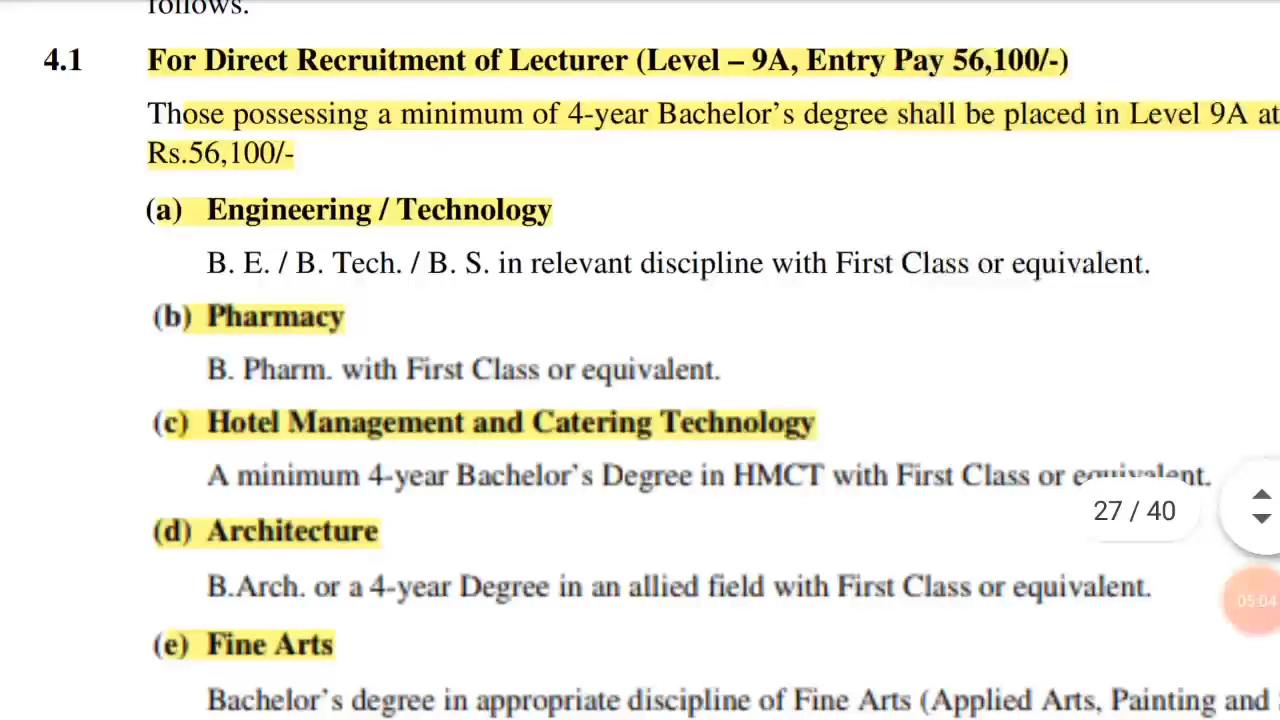 follows.
4.1 For Direct Recruitment of Lecturer (Level – 9A, Entry Pay 56,100/-)
Those possessing a minimum of 4-year Bachelor’s degree shall be placed in Level 9A at
Rs.56,100/-
(a) Engineering / Technology
B. E. / B. Tech. / B. S. in relevant discipline with First Class or equivalent.
(b) Pharmacy
B. Pharm. with First Class or equivalent.
(c) Hotel Management and Catering Technology
A minimum 4-year Bachelor’s Degree in HMCT with First Class or equivalent.
27 / 40
(d) Architecture
B.Arch. or a 4-year Degree in an allied field with First Class or equivalent.
05:04
(e) Fine Arts
Bachelor’s degree in appropriate discipline of Fine Arts (Applied Arts, Painting and